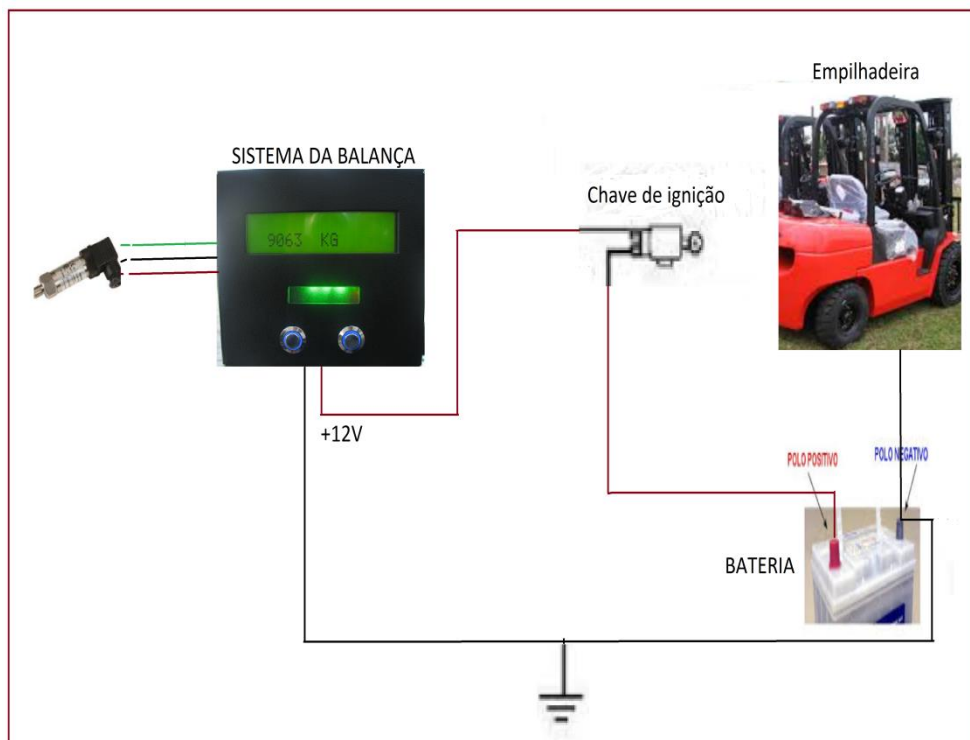 Empilhadeira
SISTEMA DA BALANÇA
Chave de ignição
9063 KG
+12V
POLO POSITIVO
POLO NEGATIVO
BATERIA